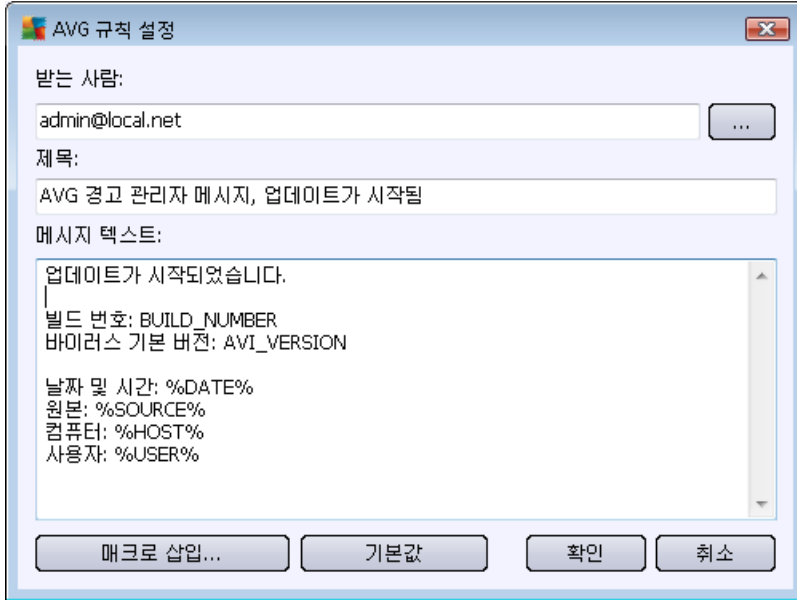 AVG 규칙 설정
받는 사람:
admin@local.net
...
제목:
AVG 경고 관리자 메시지, 업데이트가 시작됨
메시지 텍스트:
업데이트가 시작되었습니다.
빌드 번호: BUILD_NUMBER
바이러스 기본 버전: AVI_VERSION
날짜 및 시간: %DATE%
원본: %SOURCE%
컴퓨터: %HOST%
사용자: %USER%
매크로 삽입... 기본값 확인 취소